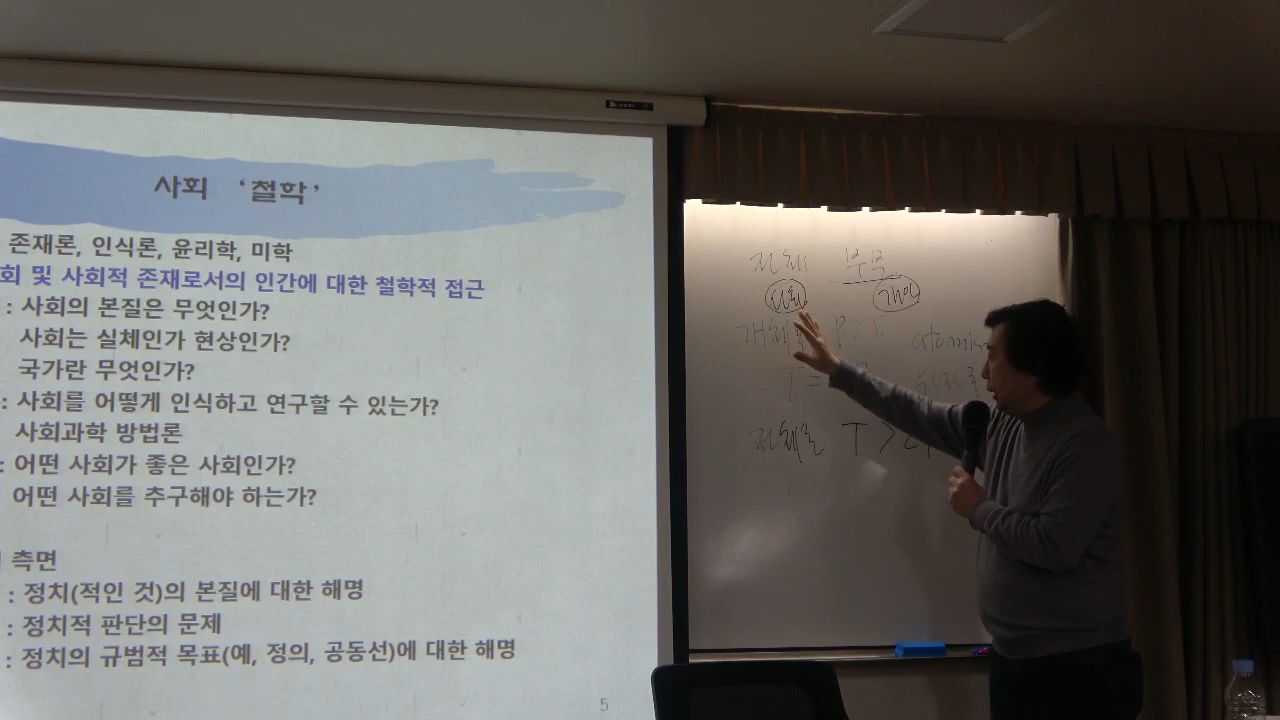 사회 '철학'
존재론, 인식론, 윤리학, 미학
회 및 사회적 존재로서의 인간에 대한 철학적 접근
: 사회의 본질은 무엇인가?
사회는 실체인가 현상인가?
국가란 무엇인가?
: 사회를 어떻게 인식하고 연구할 수 있는가?
사회과학 방법론
: 어떤 사회가 좋은 사회인가?
어떤 사회를 추구해야 하는가?
측면
: 정치(적인 것)의 본질에 대한 해명
: 정치적 판단의 문제
: 정치의 규범적 목표(예, 정의, 공동선)에 대한 해명
5
전체 부분
사회 개인
개체론
atomis
T =
전체론 T >